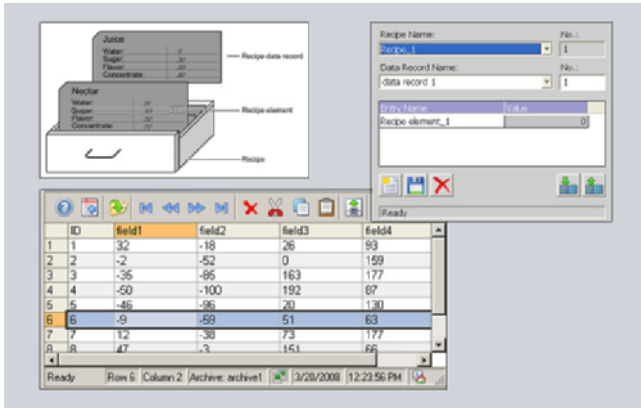 Juice
Water:
Sugar:
Flavor:
Concentrate:
Recipe data record
Nectar
Water:
Sugar
Flavor:
Concentrate:
Recipe element
Recipe
Recipe Name: No.:
Recipe_1 1
Data Record Name: No.:
data record 1 1
Entry Name Value
Recipe element_1 0
Ready
ID field1 field2 field3 field4
1 1 32 -18 26 93
2 2 -2 -52 0 159
3 3 -35 -85 163 177
4 4 -50 -100 192 87
5 5 -46 -96 20 130
6 6 -9 -59 51 63
7 7 12 -38 73 177
8 8 47 -3 151 66
Ready Row 6 Column 2 Archive: archive1 3/20/2008 12:23:56 PM